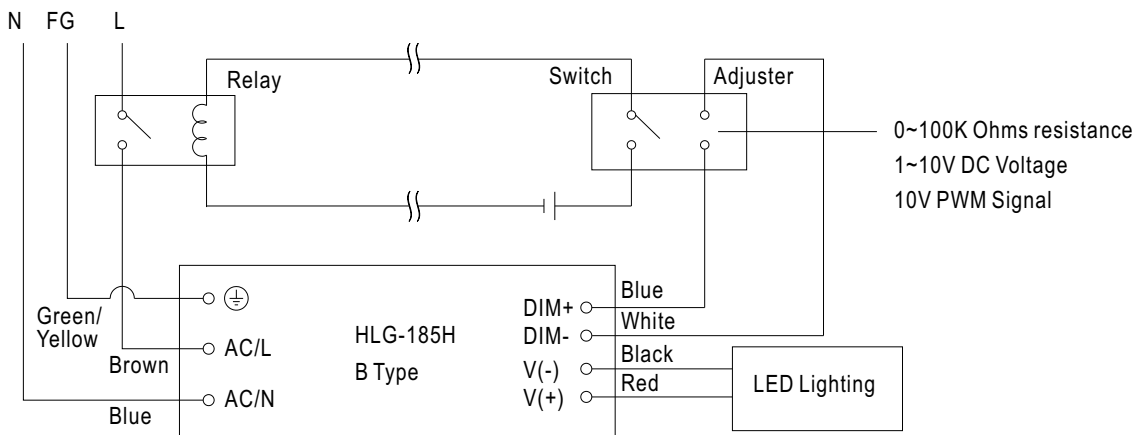 N FG L
Relay
Switch
Adjuster
0~100K Ohms resistance
1~10V DC Voltage
10V PWM Signal
Green/
Yellow
Brown
Blue
AC/L
AC/N
HLG-185H
B Type
DIM+
DIM-
V(-)
V(+)
Blue
White
Black
Red
LED Lighting